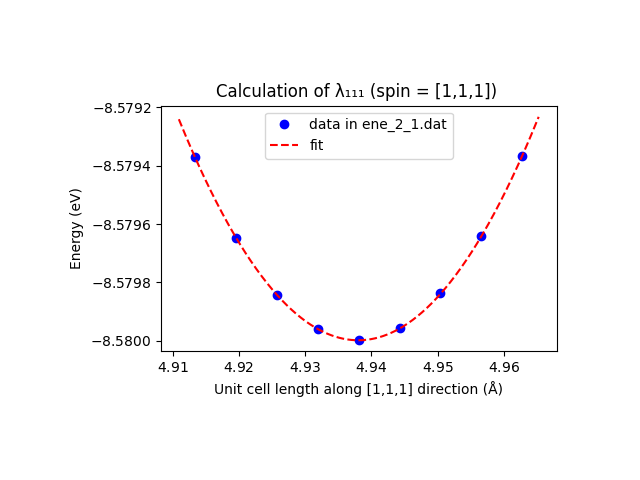 Calculation of λ₁₁₁ (spin = [1,1,1])
data in ene_2_1.dat
fit
Energy (eV)
−8.5792
−8.5794
−8.5796
−8.5798
−8.5800
4.91 4.92 4.93 4.94 4.95 4.96
Unit cell length along [1,1,1] direction (Å)